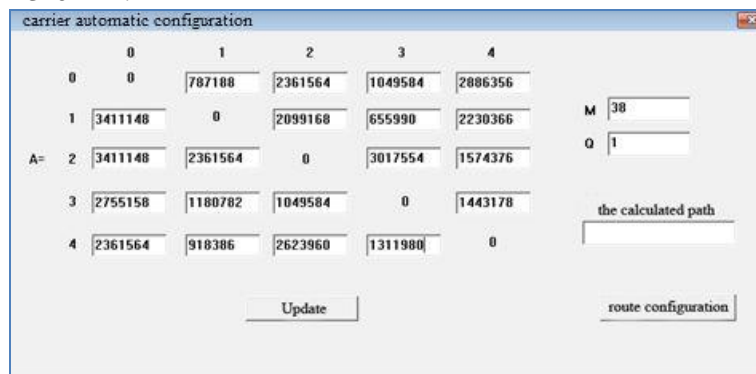 carrier automatic configuration
0 1 2 3 4
0 0 787188 2361564 1049584 2886356
1 3411148 0 2099168 655990 2230366
M 38
Q 1
A= 2 3411148 2361564 0 3017554 1574376
3 2755158 1180782 1049584 0 1443178
the calculated path
4 2361564 918386 2623960 1311980 0
Update
route configuration